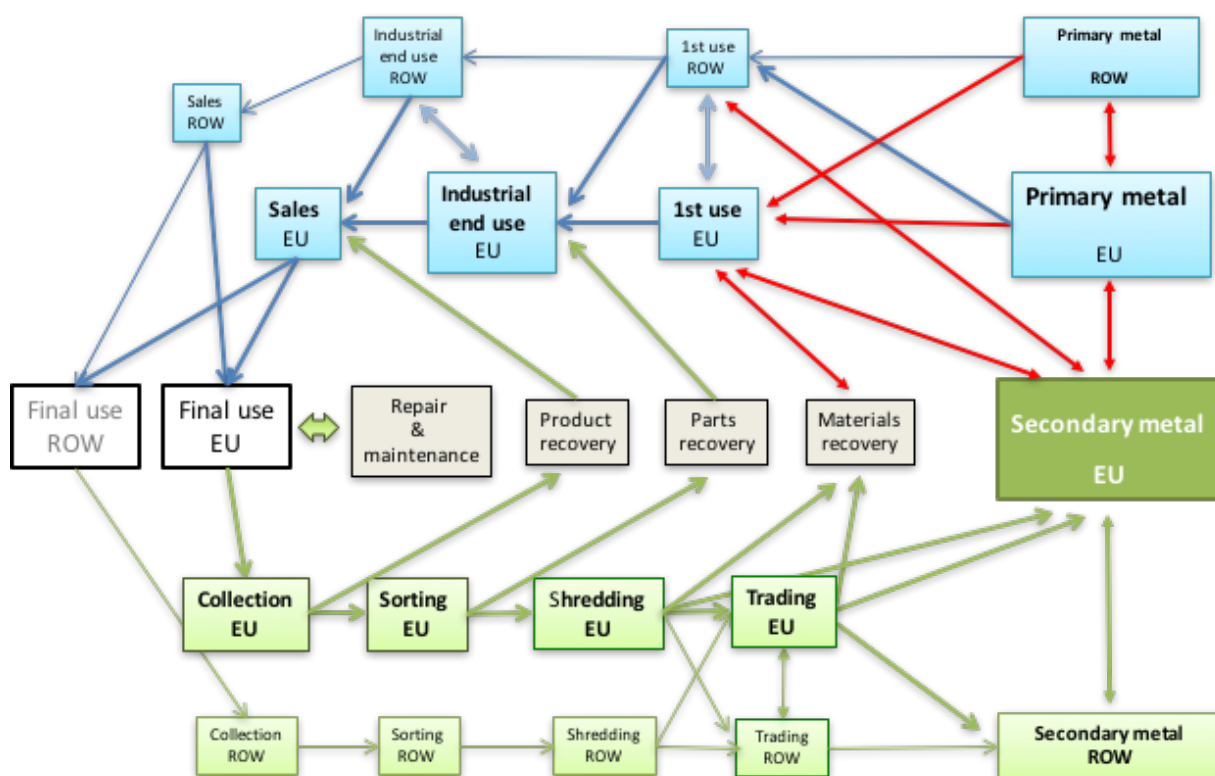 Industrial
end use
ROW
1st use
ROW
Primary metal
ROW
Sales
ROW
Sales
EU
Industrial
end use
EU
1st use
EU
Primary metal
EU
Final use
ROW
Final use
EU
Repair
&
maintenance
Product
recovery
Parts
recovery
Materials
recovery
Secondary metal
EU
Collection
EU
Sorting
EU
Shredding
EU
Trading
EU
Collection
ROW
Sorting
ROW
Shredding
ROW
Trading
ROW
Secondary metal
ROW